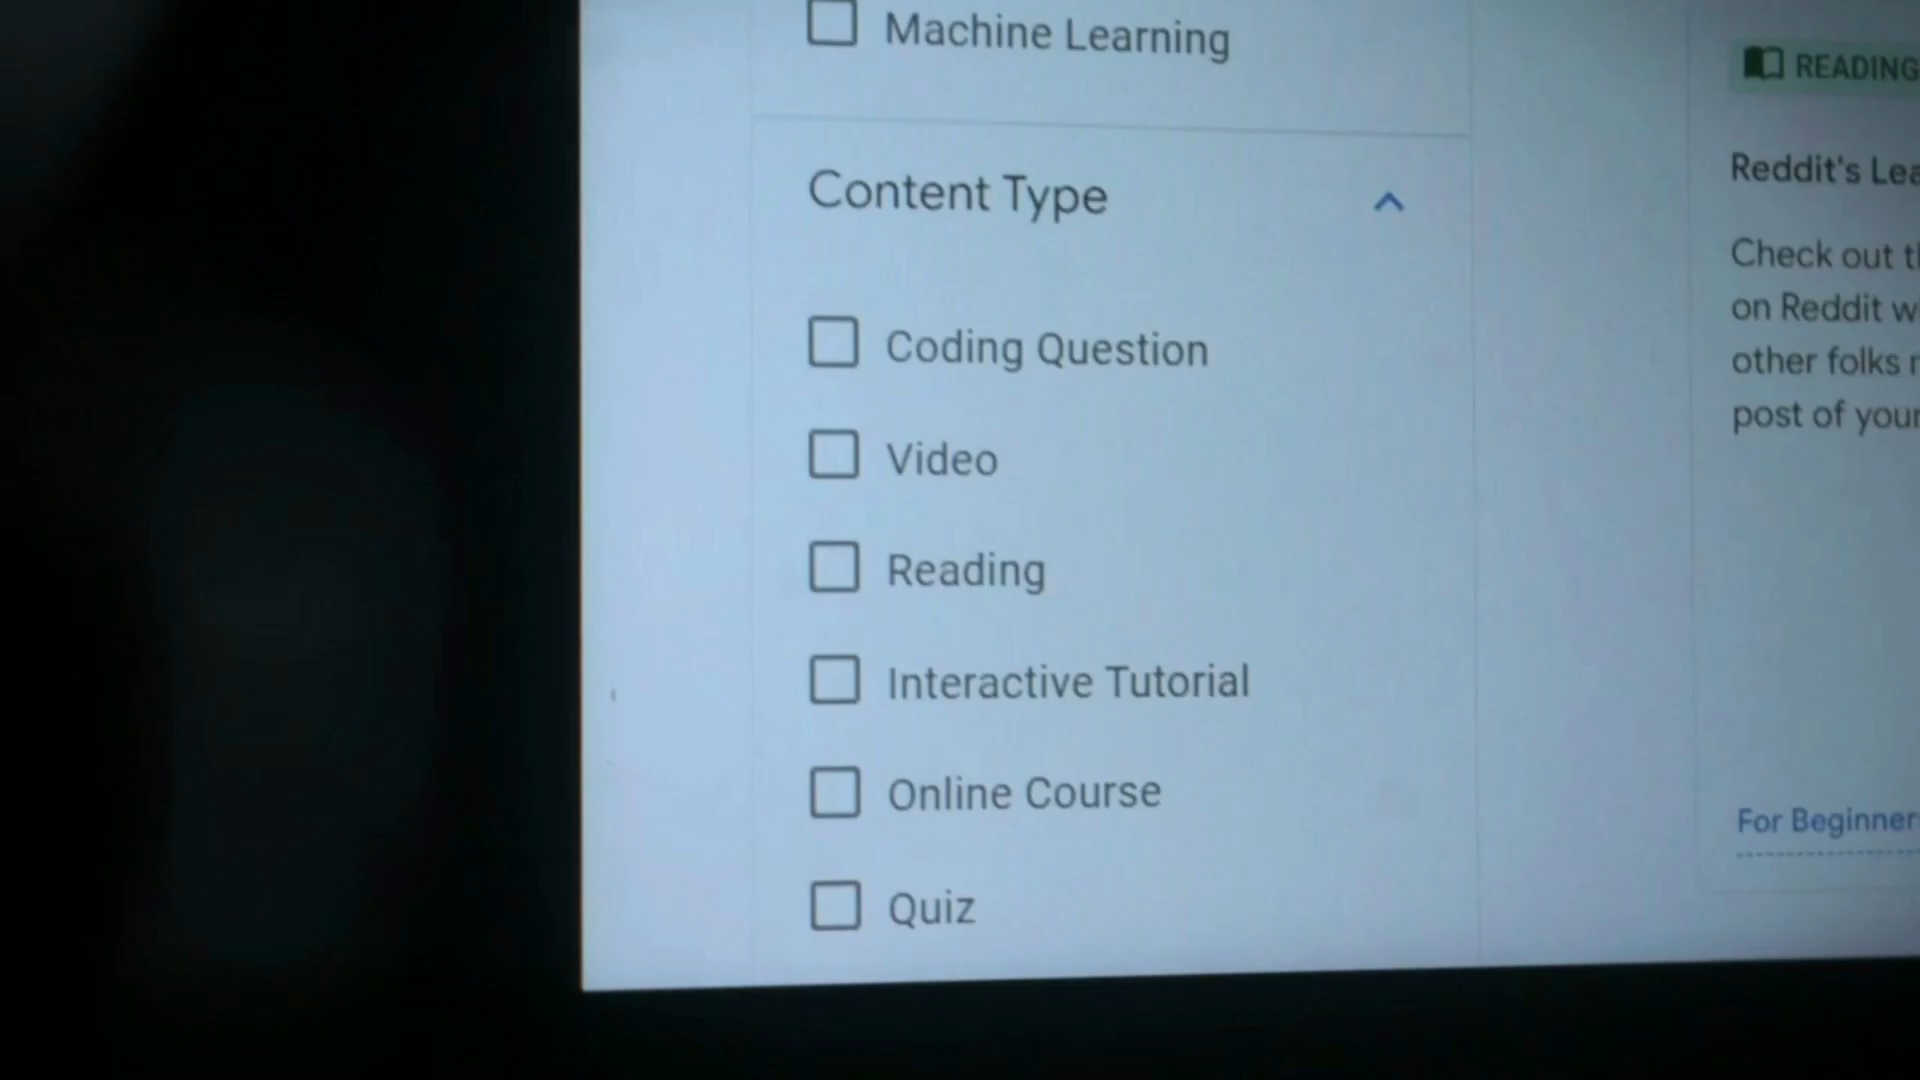 Machine Learning
Content Type
Coding Question
Video
Reading
Interactive Tutorial
Online Course
Quiz
READING
Reddit's
Check out
on Reddit
other folks
post of
For